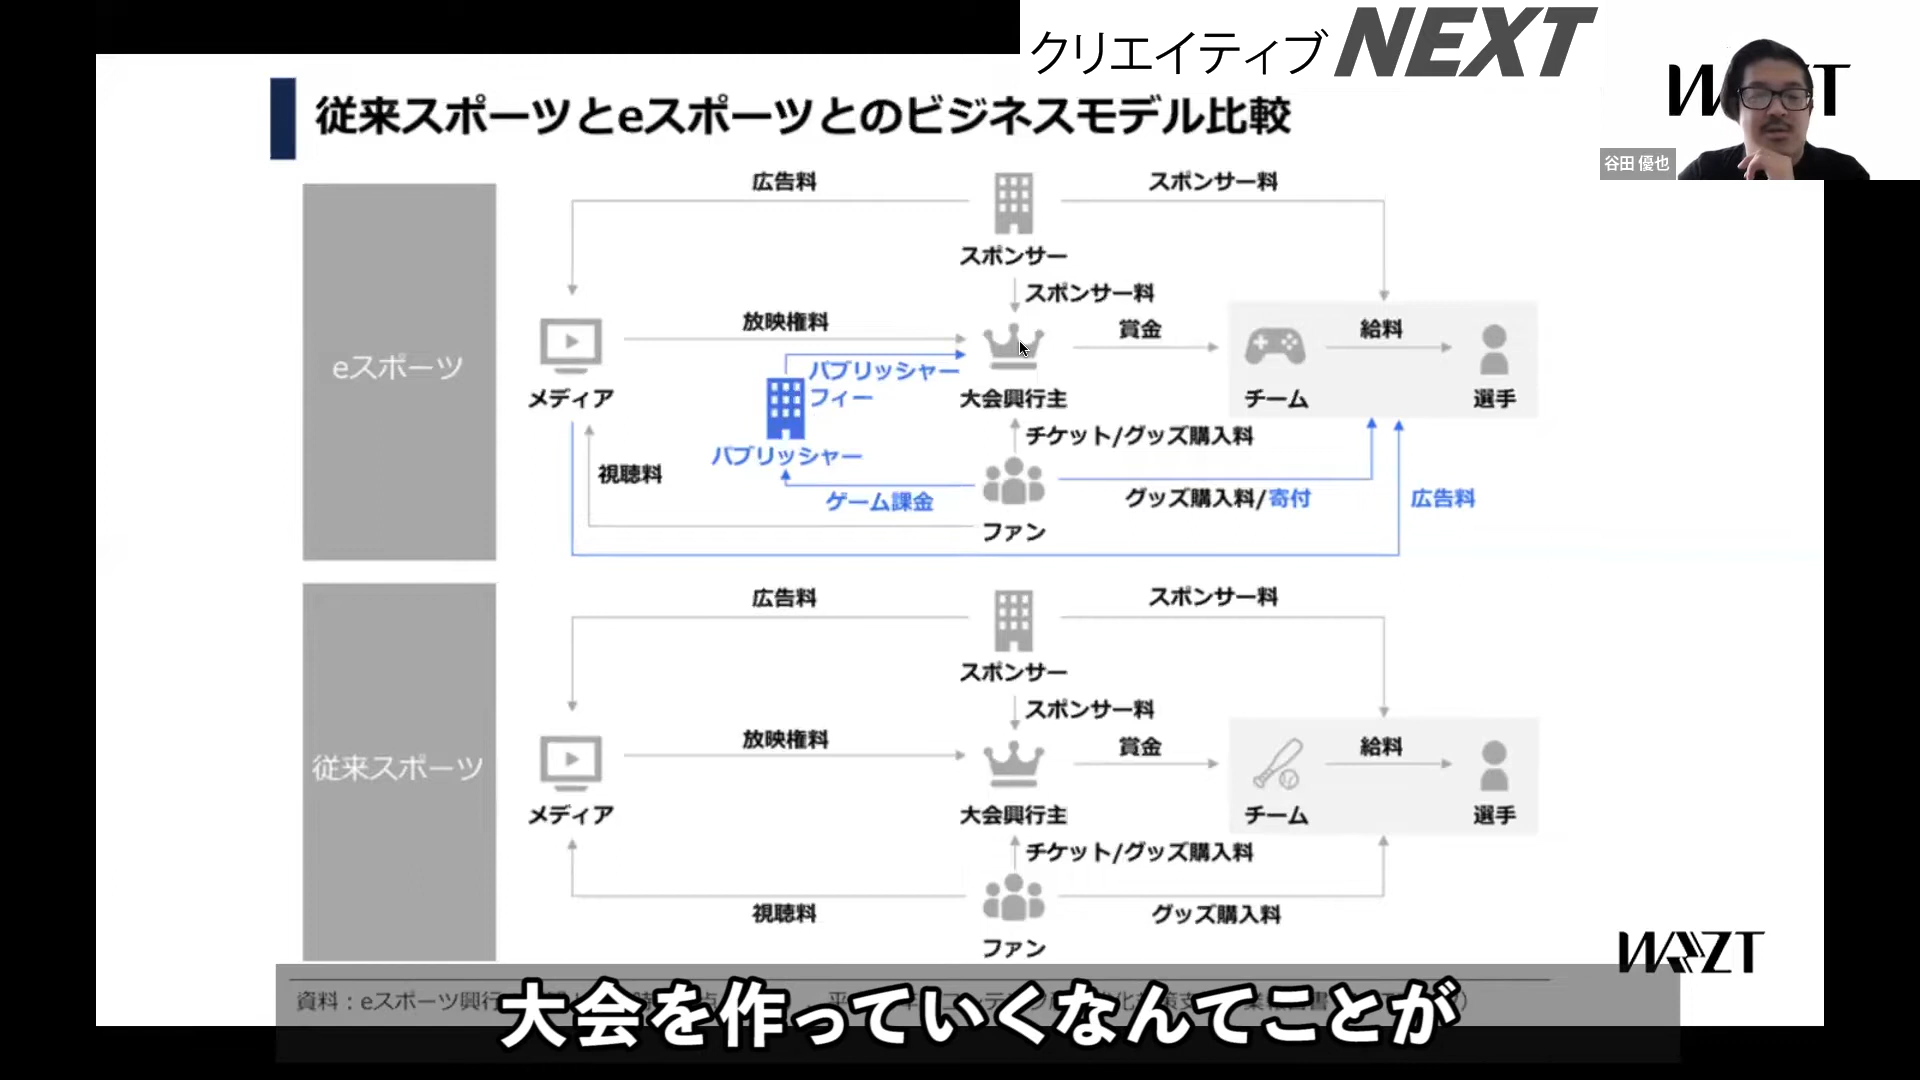 クリエイティブNEXT
谷田 優也
従来スポーツとeスポーツとのビジネスモデル比較
eスポーツ
広告料
スポンサー料
スポンサー
スポンサー料
放映権料
賞金
給料
メディア
パブリッシャー
フィー
大会興行主
チーム
選手
パブリッシャー
チケット/グッズ購入料
視聴料
ゲーム課金
グッズ購入料/寄付
広告料
ファン
従来スポーツ
広告料
スポンサー料
スポンサー
スポンサー料
放映権料
賞金
給料
メディア
大会興行主
チーム
選手
チケット/グッズ購入料
視聴料
グッズ購入料
ファン
資料：eスポーツ興行
大会を作っていくなんてことが